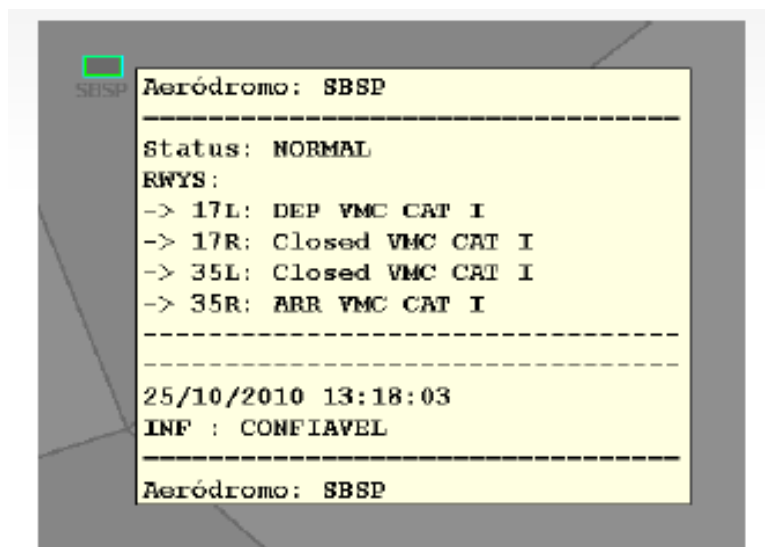 SBSP
Aeródromo: SBSP
----------------------------------
Status: NORMAL
RWYS:
-> 17L: DEP VMC CAT I
-> 17R: Closed VMC CAT I
-> 35L: Closed VMC CAT I
-> 35R: ARR VMC CAT I
----------------------------------
----------------------------------
25/10/2010 13:18:03
INF : CONFIAVEL
----------------------------------
Aeródromo: SBSP